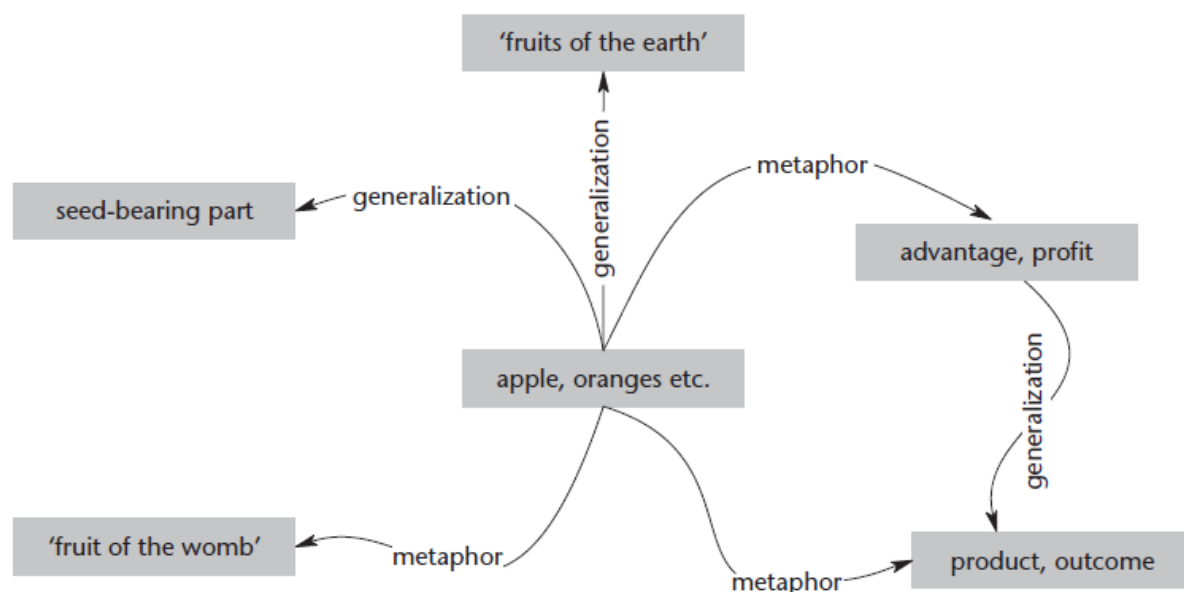 ‘fruits of the earth’
generalization
metaphor
generalization
seed-bearing part
advantage, profit
apple, oranges etc.
generalization
‘fruit of the womb’
metaphor
product, outcome
metaphor